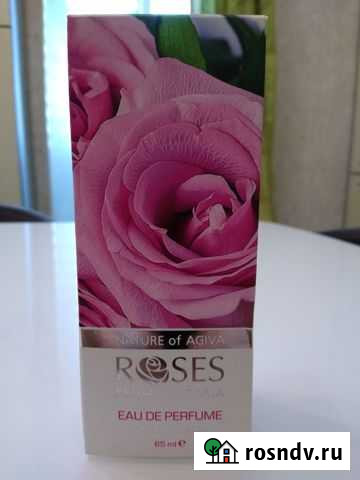 NATURE of AGIVA
ROSES
EAU DE PERFUME
65 ml e
rosndv.ru